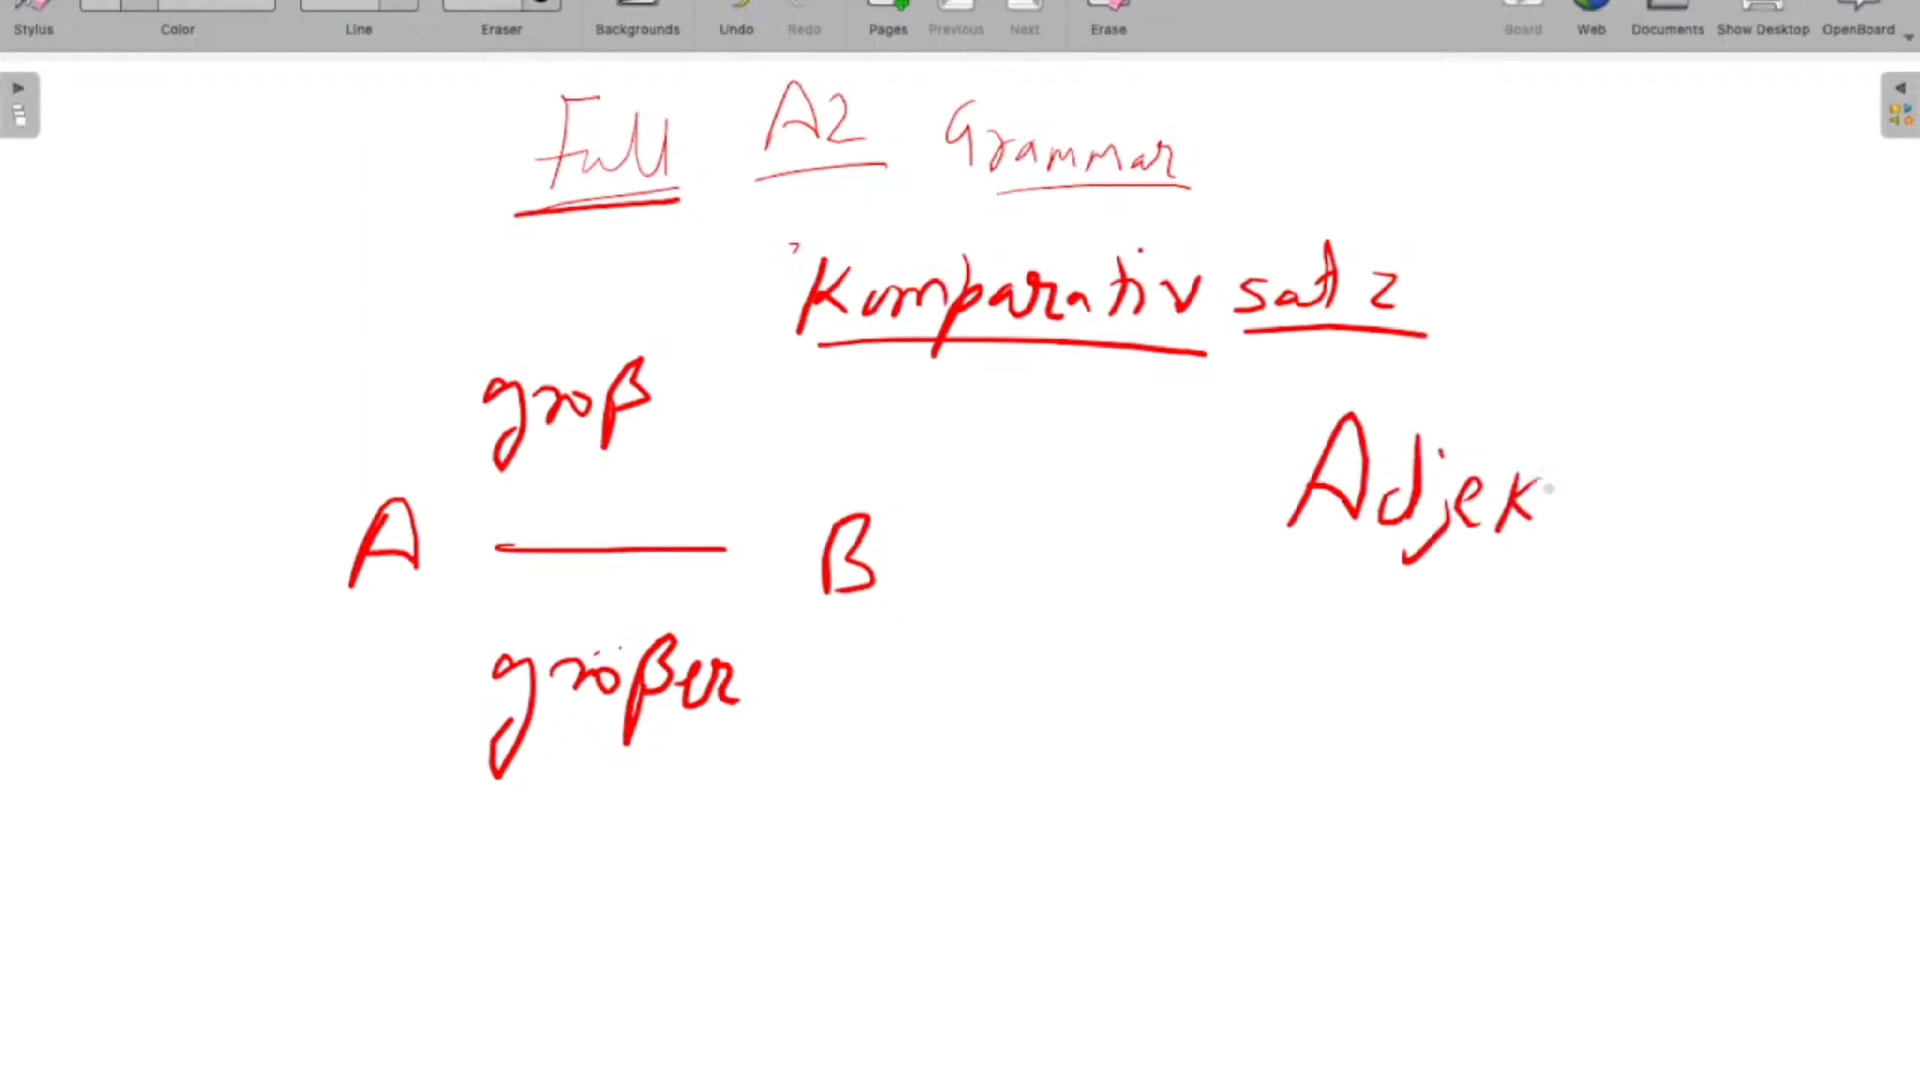 Stylus Color Line Eraser Backgrounds Undo Redo Pages Previous Next Erase Board Web Documents Show Desktop OpenBoard
Full A2 Grammar
Komparativ satz
groß
Adjek
A B
größer